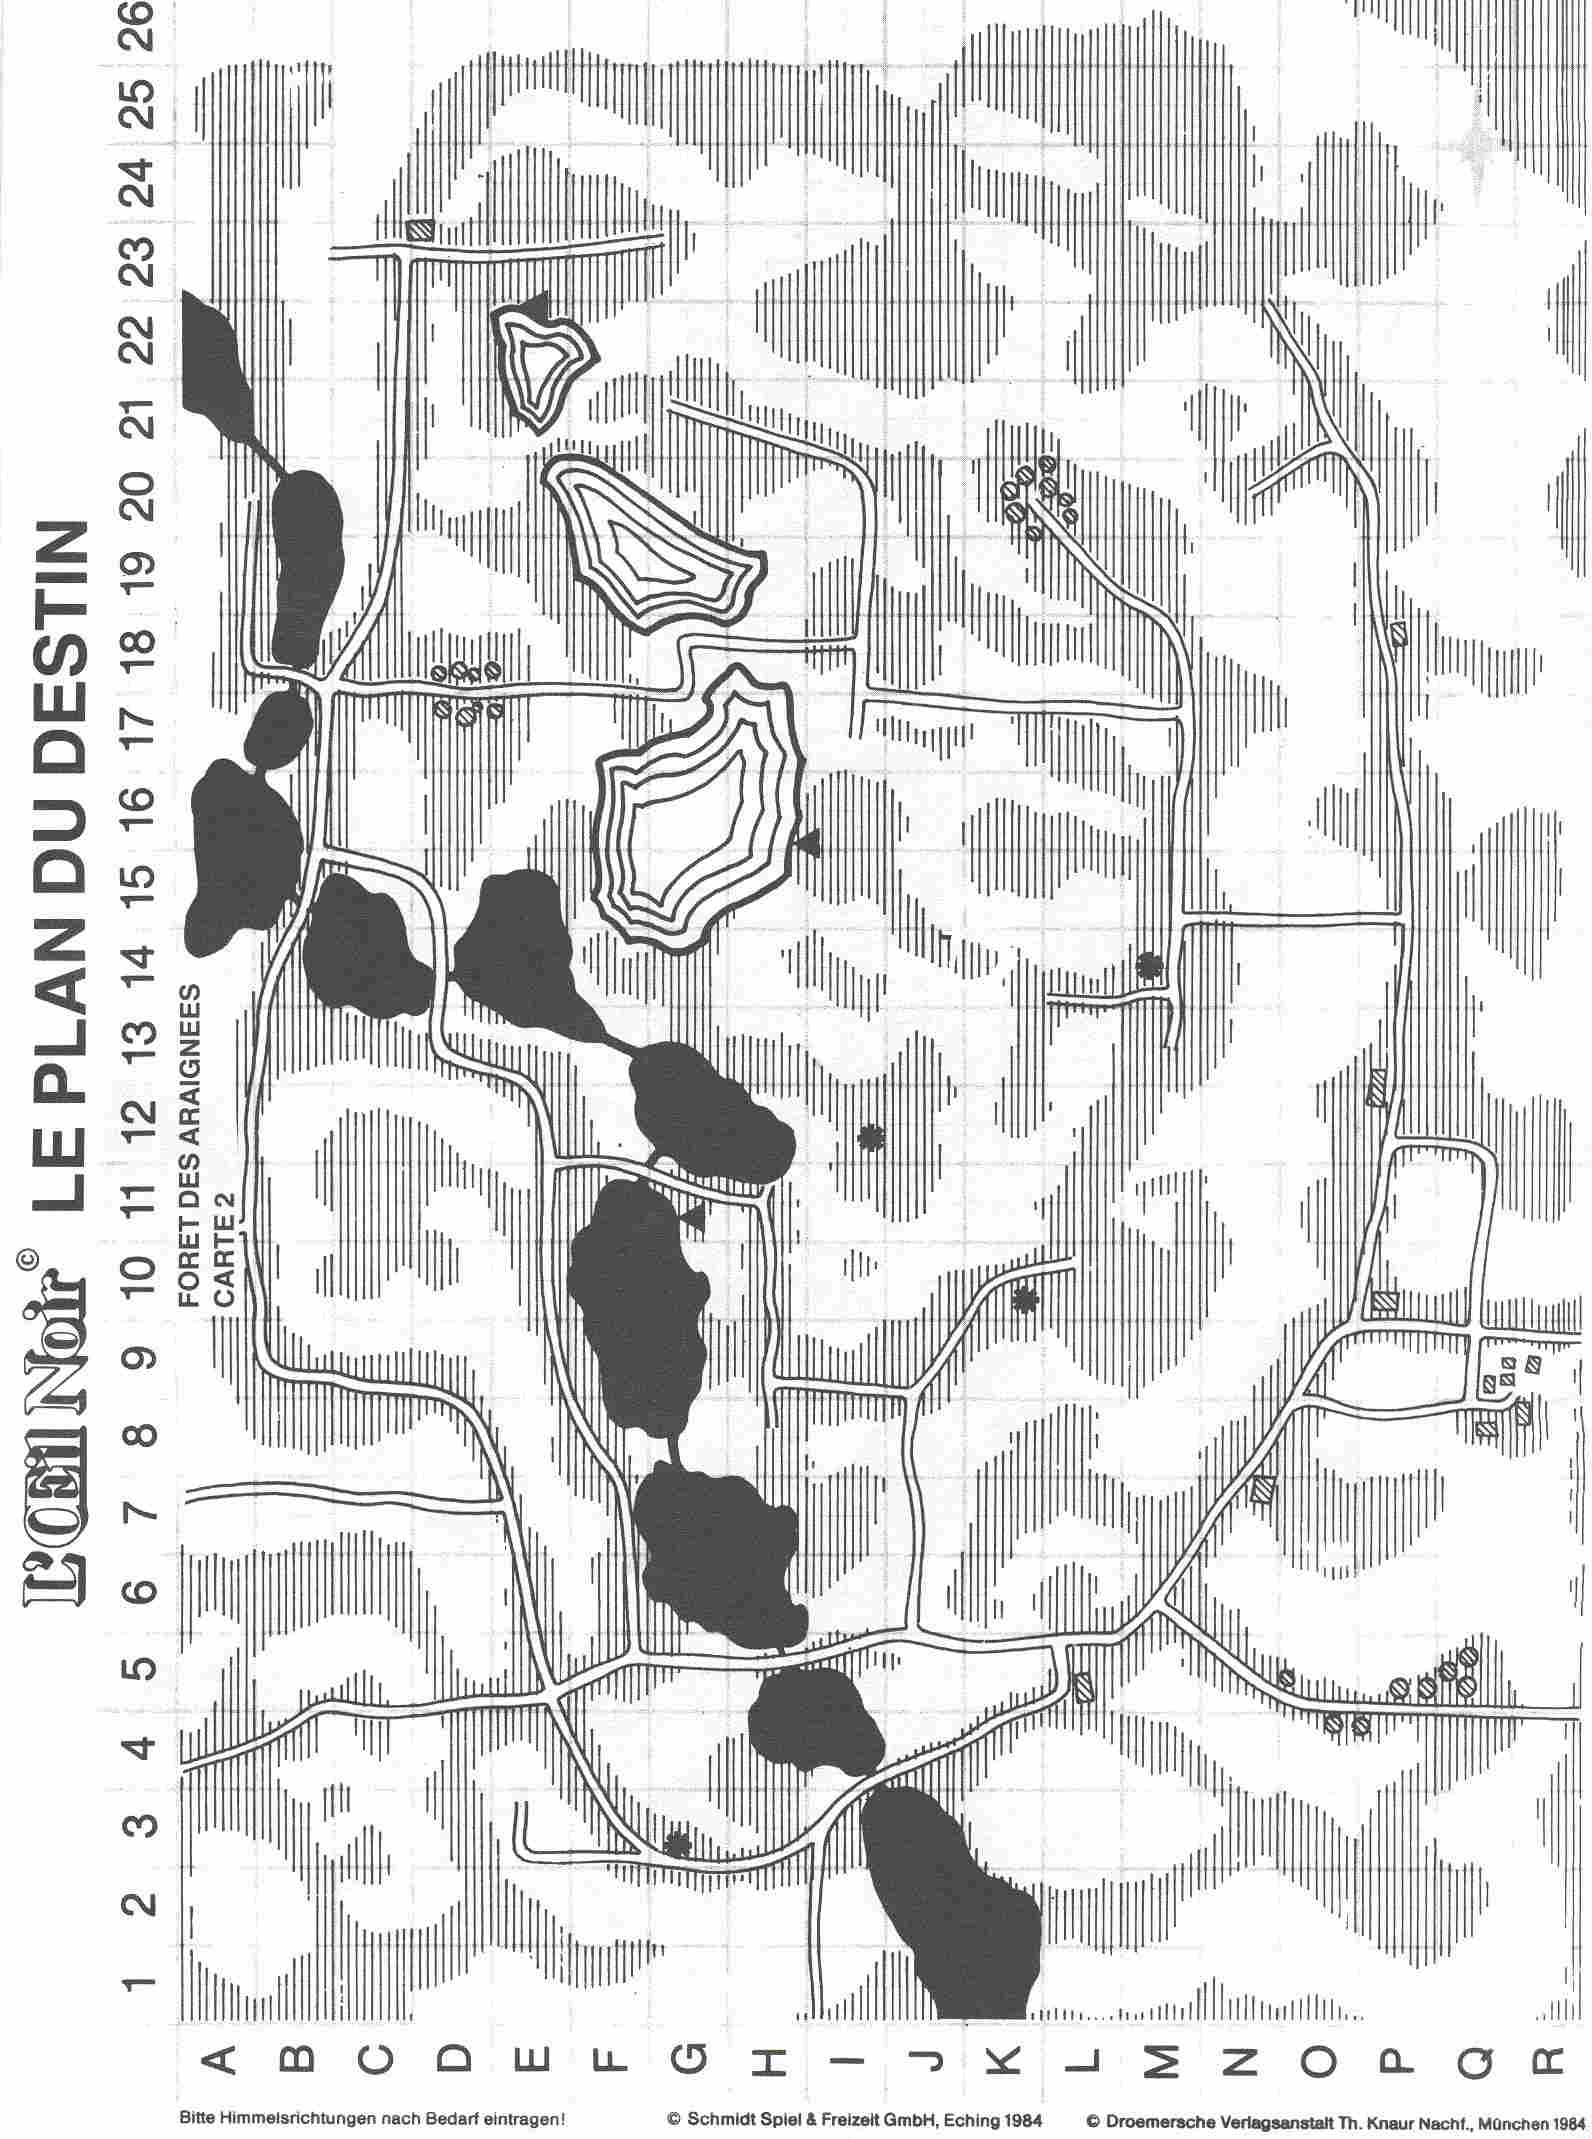 L'Œil Noir © LE PLAN DU DESTIN
FORET DES ARAIGNEES
CARTE 2
1 2 3 4 5 6 7 8 9 10 11 12 13 14 15 16 17 18 19 20 21 22 23 24 25 26
A
B
C
D
E
F
G
H
I
J
K
L
M
N
O
P
Q
R
Bitte Himmelsrichtungen nach Bedarf eintragen!
© Schmidt Spiel & Freizeit GmbH, Eching 1984
© Droemersche Verlagsanstalt Th. Knaur Nachf., München 1984